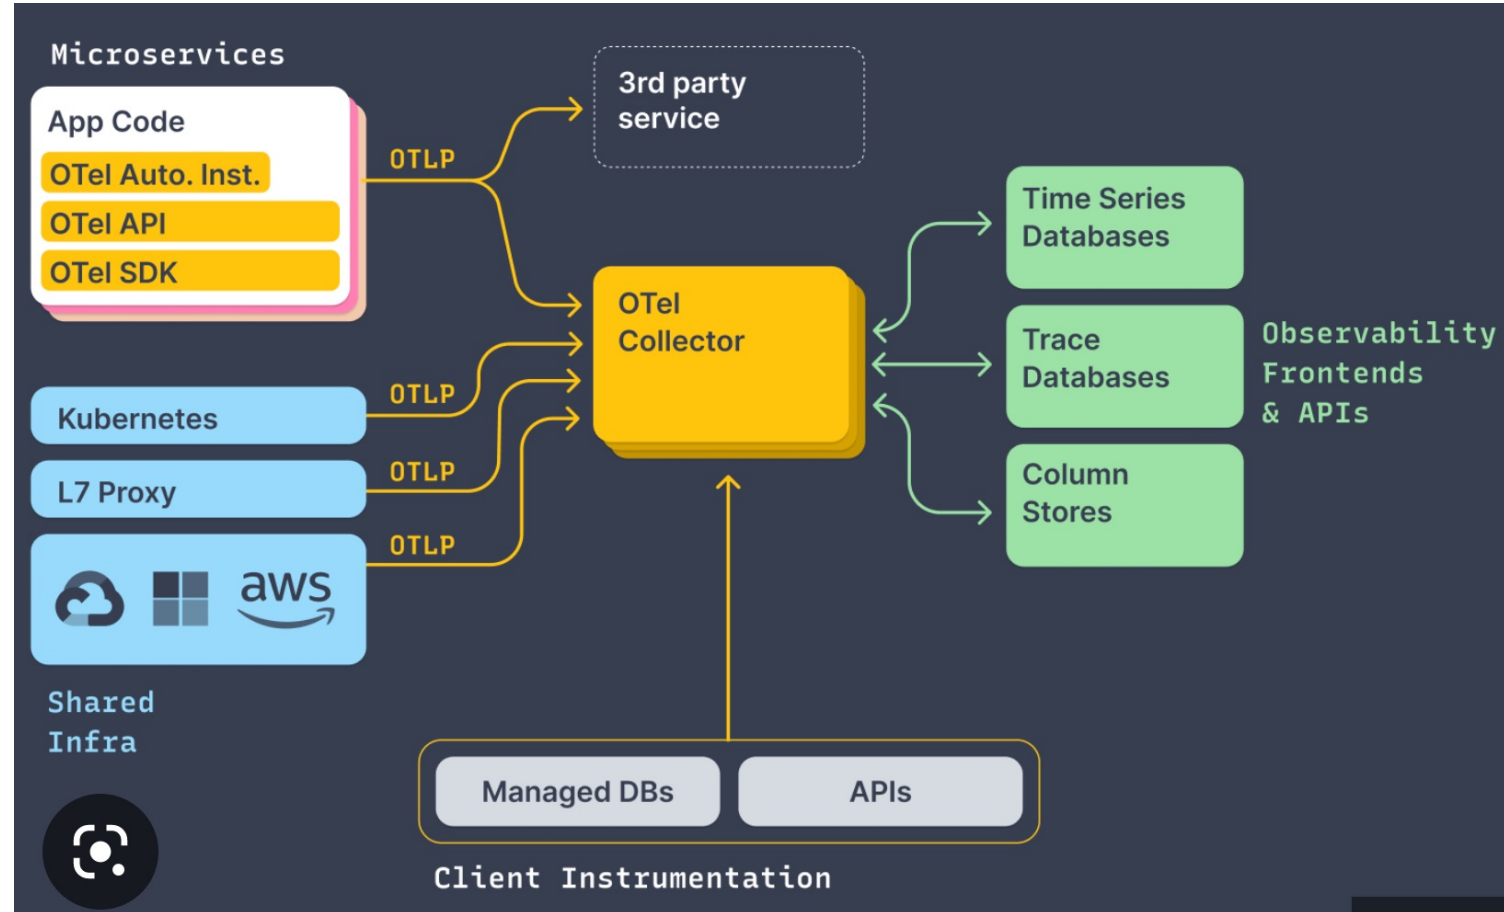 Microservices
App Code
OTel Auto. Inst.
OTel API
OTel SDK
OTLP
3rd party
service
OTel
Collector
Time Series
Databases
Trace
Databases
Column
Stores
Observability
Frontends
& APIs
Kubernetes
OTLP
L7 Proxy
OTLP
OTLP
aws
Shared
Infra
Managed DBs
APIs
Client Instrumentation